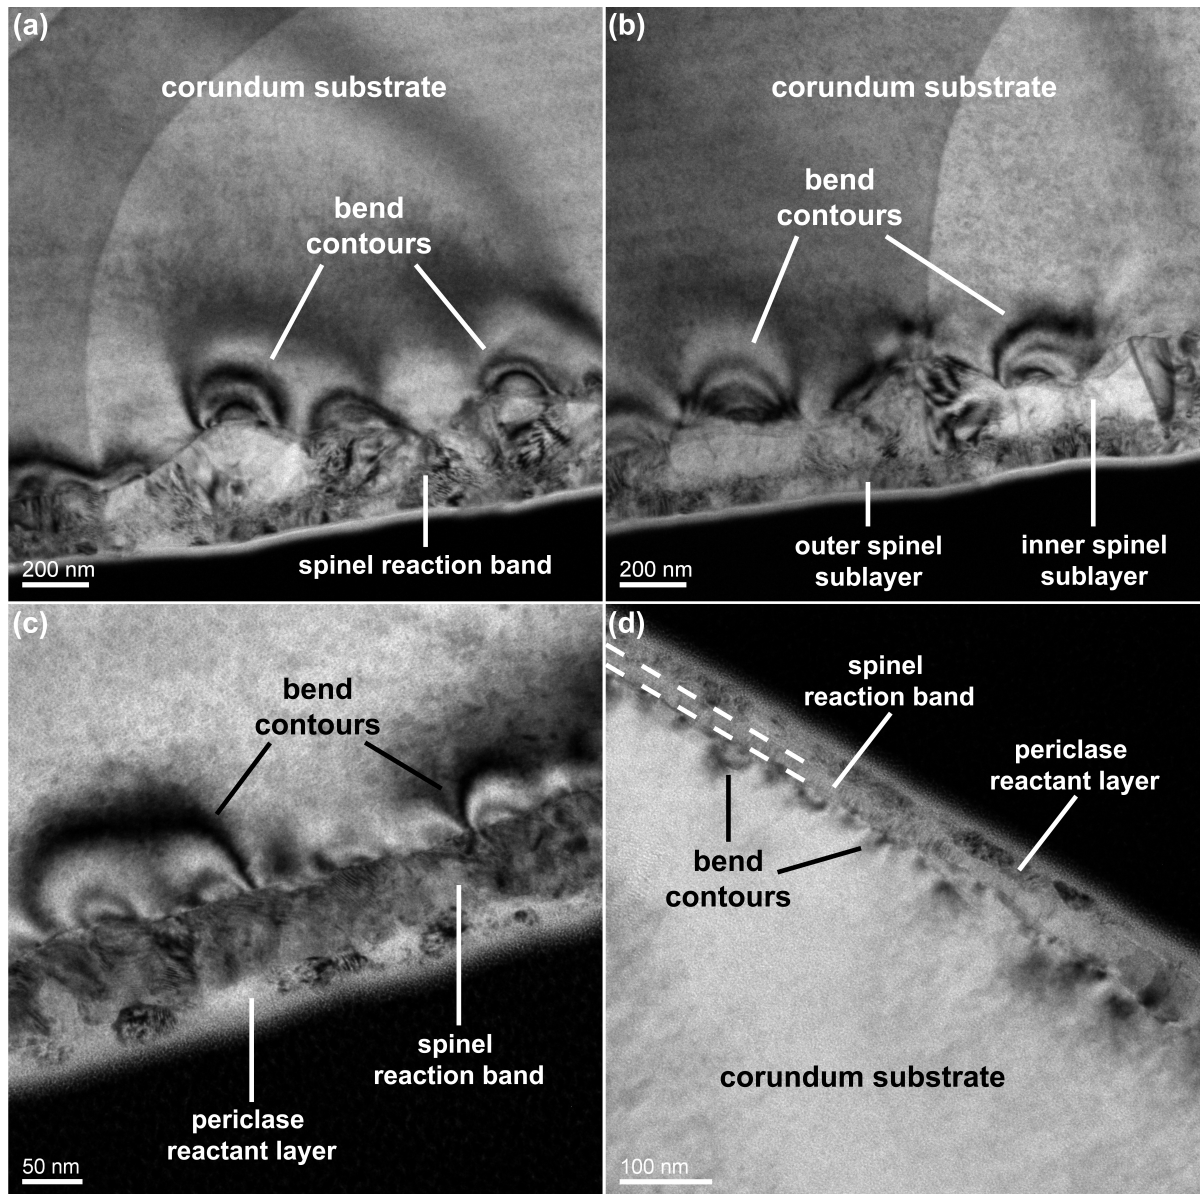 (a)
corundum substrate
bend
contours
spinel reaction band
200 nm
(b)
corundum substrate
bend
contours
outer spinel
sublayer
inner spinel
sublayer
200 nm
(c)
bend
contours
spinel
reaction band
periclase
reactant layer
50 nm
(d)
spinel
reaction band
periclase
reactant layer
bend
contours
corundum substrate
100 nm